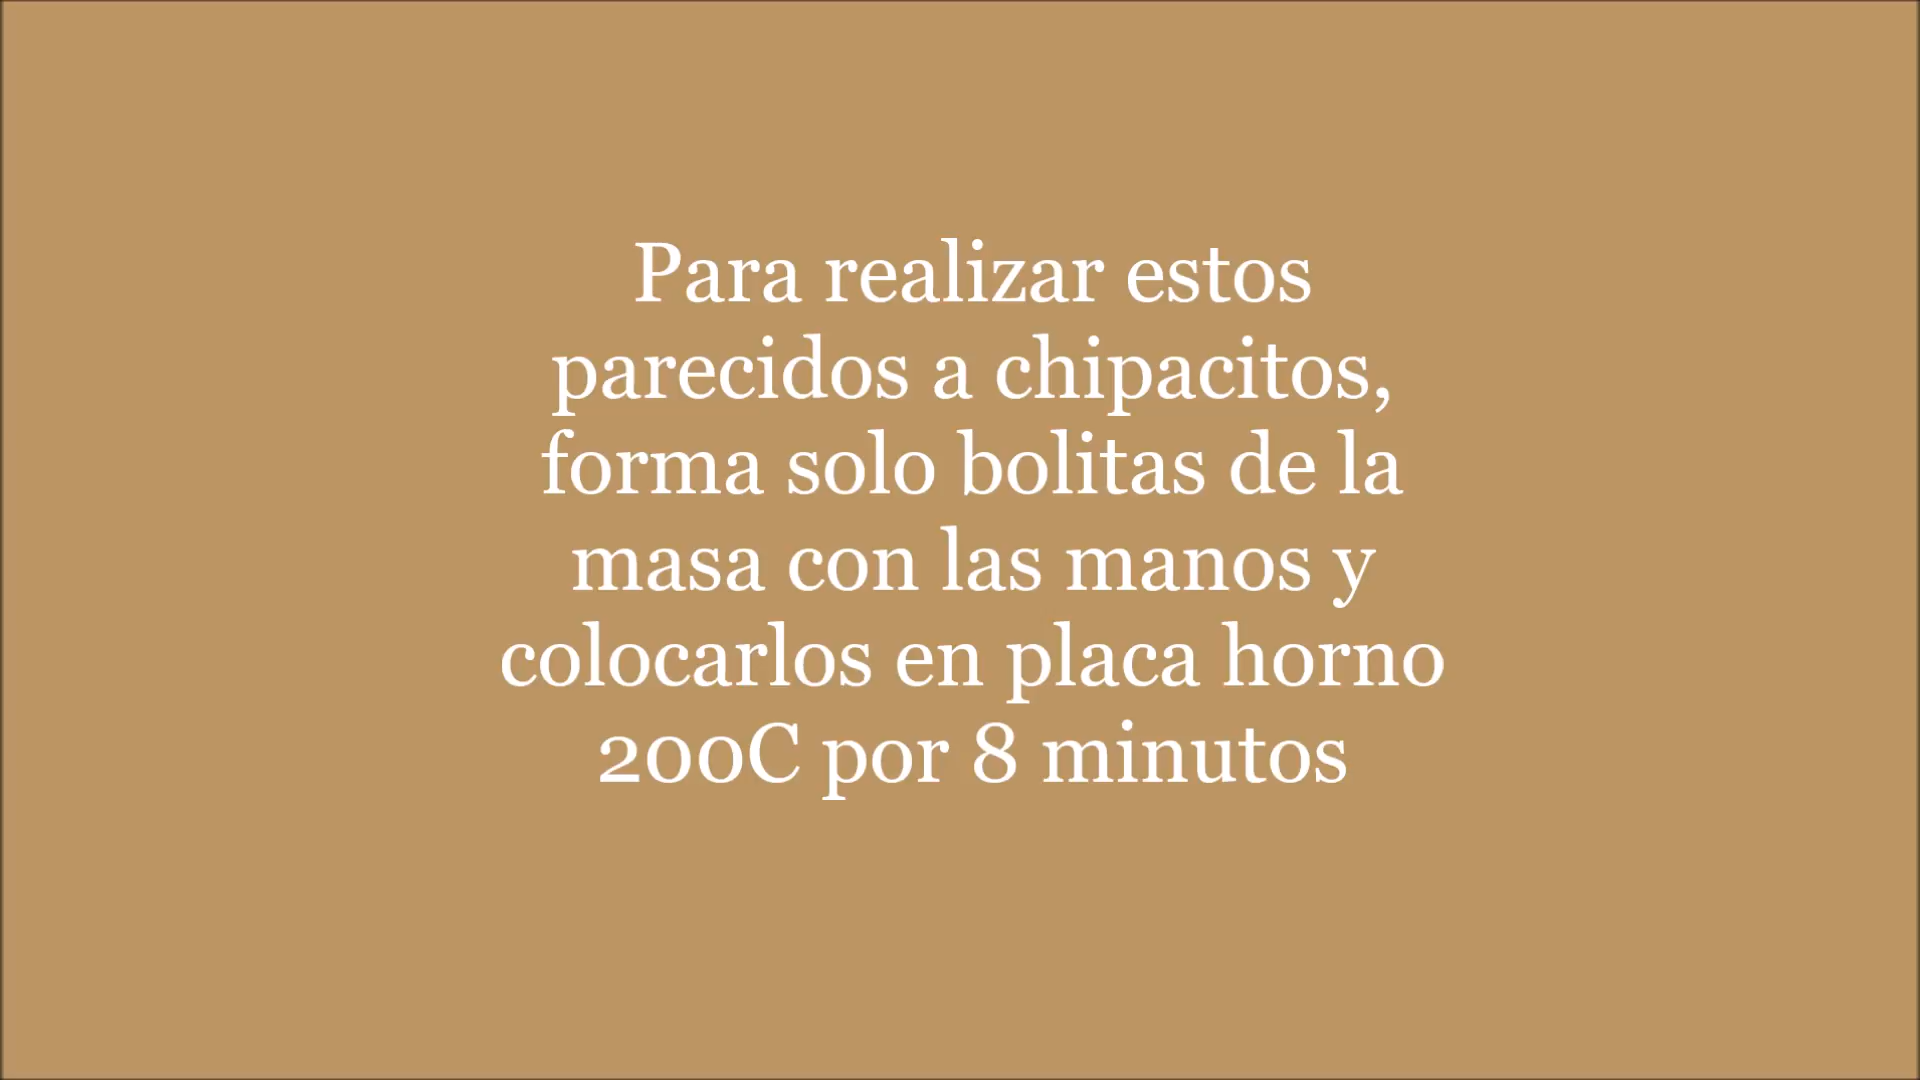 Para realizar estos
parecidos a chipacitos,
forma solo bolitas de la
masa con las manos y
colocarlos en placa horno
200C por 8 minutos